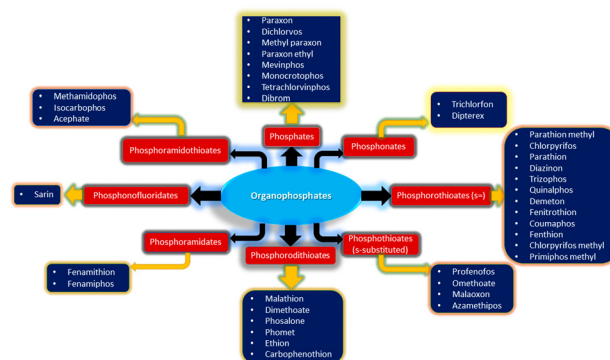 Paraxon
Dichlorvos
Methyl paraxon
Paraxon ethyl
Mevinphos
Monocrotophos
Tetrachlorvinphos
Dibrom
Methamidophos
Isocarbophos
Acephate
Trichlorfon
Dipterex
Phosphates
Phosphoramidothioates
Phosphonates
Parathion methyl
Chlorpyrifos
Parathion
Diazinon
Trizophos
Quinalphos
Demeton
Fenitrothion
Coumaphos
Fenthion
Chlorpyrifos methyl
Primiphos methyl
Sarin
Phosphonofluoridates
Organophosphates
Phosphorothioates (s=)
Phosphoramidates
Phosphorodithioates
Phosphothioates
(s-substituted)
Fenamithion
Fenamiphos
Malathion
Dimethoate
Phosalone
Phomet
Ethion
Carbophenothion
Profenofos
Omethoate
Malaoxon
Azamethipos